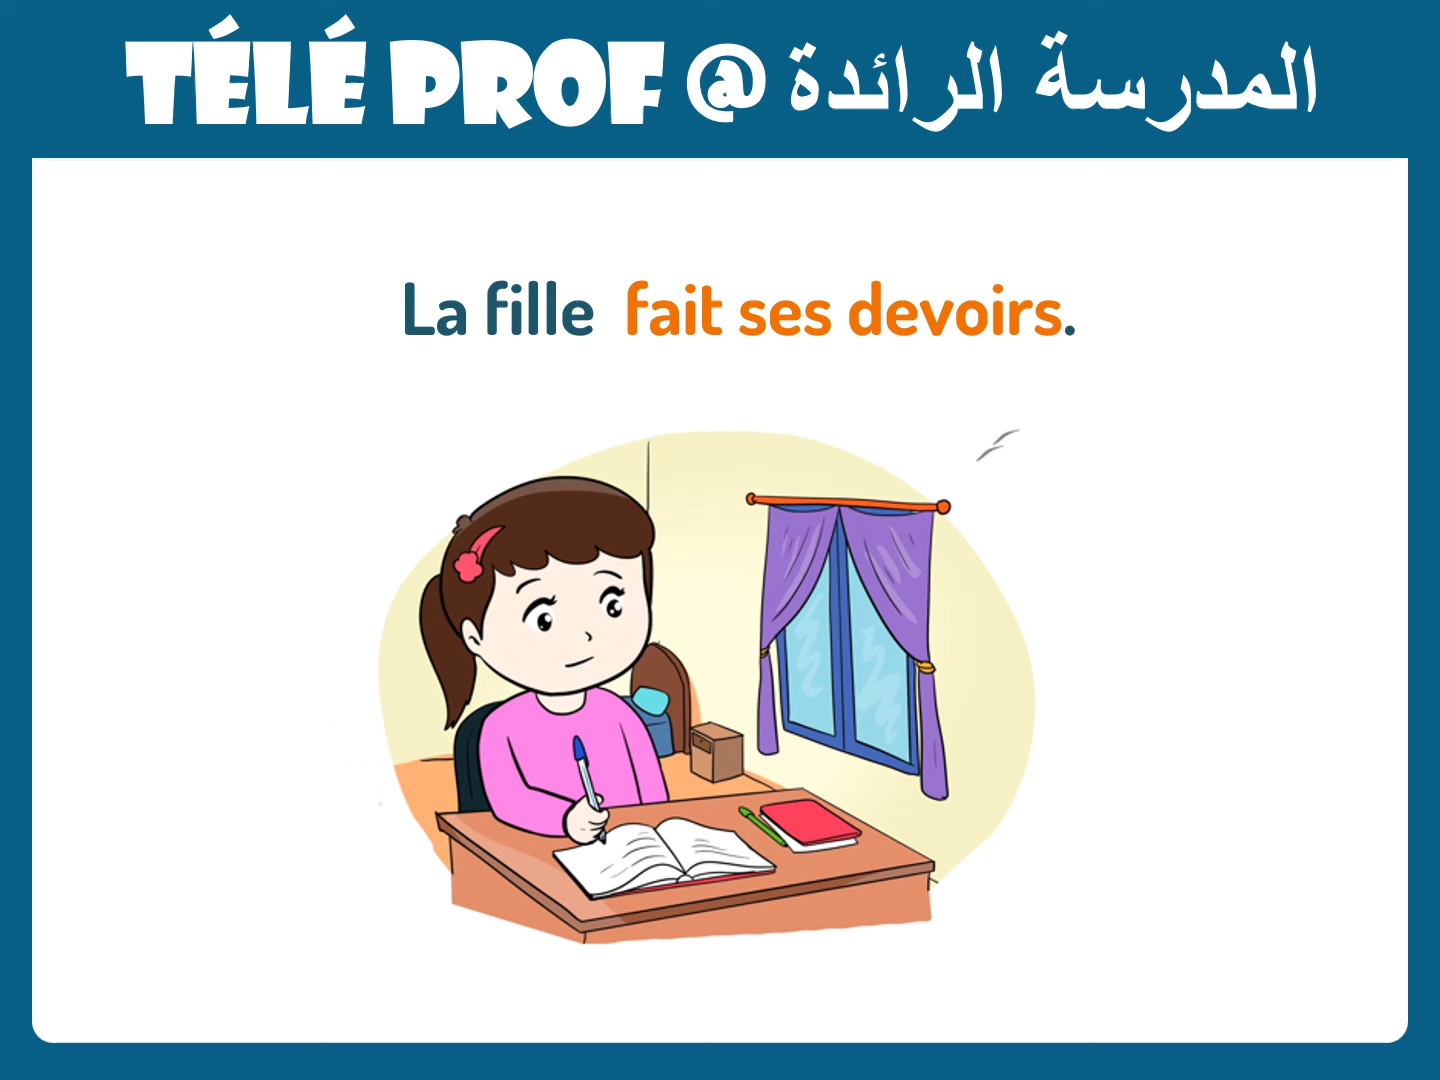 TÉLÉ PROF @ المدرسة الرائدة
La fille fait ses devoirs.